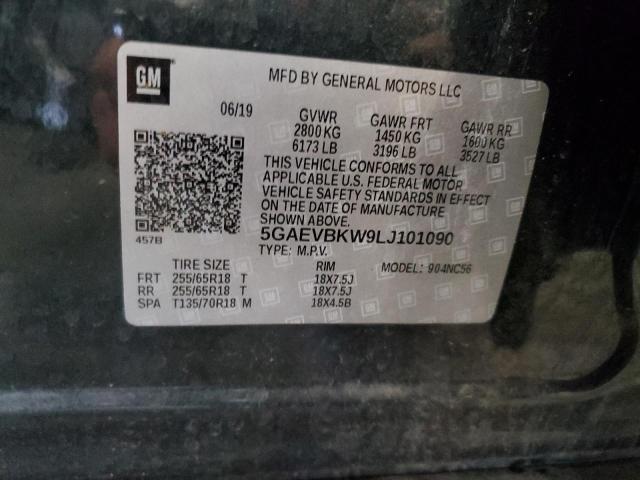 GM
MFD BY GENERAL MOTORS LLC
06/19 GVWR GAWR FRT GAWR RR
2800 KG 1450 KG 1600 KG
6173 LB 3196 LB 3527 LB
THIS VEHICLE CONFORMS TO ALL
APPLICABLE U.S. FEDERAL MOTOR
VEHICLE SAFETY STANDARDS IN EFFECT
ON THE DATE OF MANUFACTURE
SHOWN ABOVE.
457B
5GAEVBKW9LJ101090
TYPE: M.P.V. MODEL: 904NC56
TIRE SIZE RIM
FRT 255/65R18 T 18X7.5J
RR 255/65R18 T 18X7.5J
SPA T135/70R18 M 18X4.5B